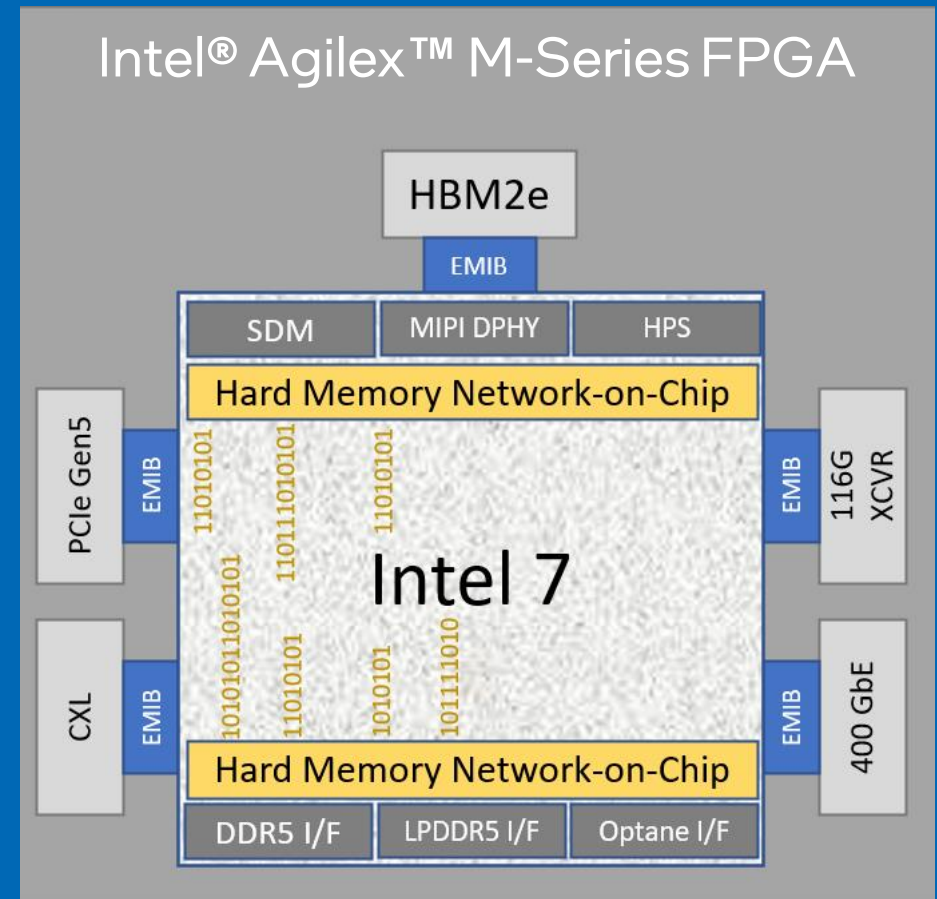 Intel® Agilex™ M-Series FPGA
HBM2e
EMIB
SDM
MIPI DPHY
HPS
Hard Memory Network-on-Chip
PCIe Gen5
EMIB
11010101
110111010101
11010101
EMIB
116G
XCVR
Intel 7
CXL
EMIB
1010101101010101
11010101
1010101
101111010
EMIB
400 GbE
Hard Memory Network-on-Chip
DDR5 I/F
LPDDR5 I/F
Optane I/F